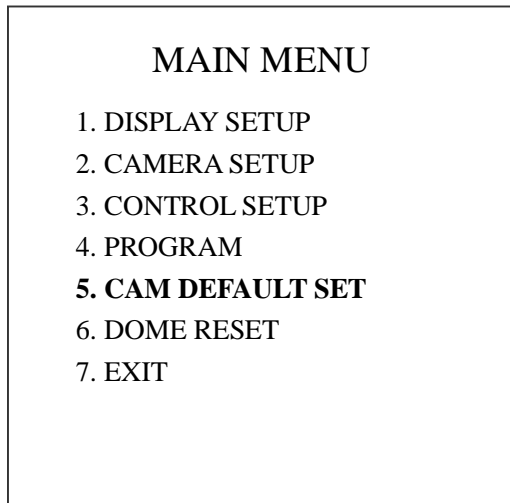 MAIN MENU
1. DISPLAY SETUP
2. CAMERA SETUP
3. CONTROL SETUP
4. PROGRAM
5. CAM DEFAULT SET
6. DOME RESET
7. EXIT